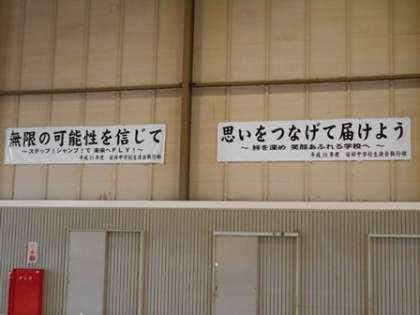 無限の可能性を信じて
～ステップ！ジャンプ！で 未来へFLY！～
思いをつなげて届けよう
～ 絆を深め 笑顔あふれる学校へ ～